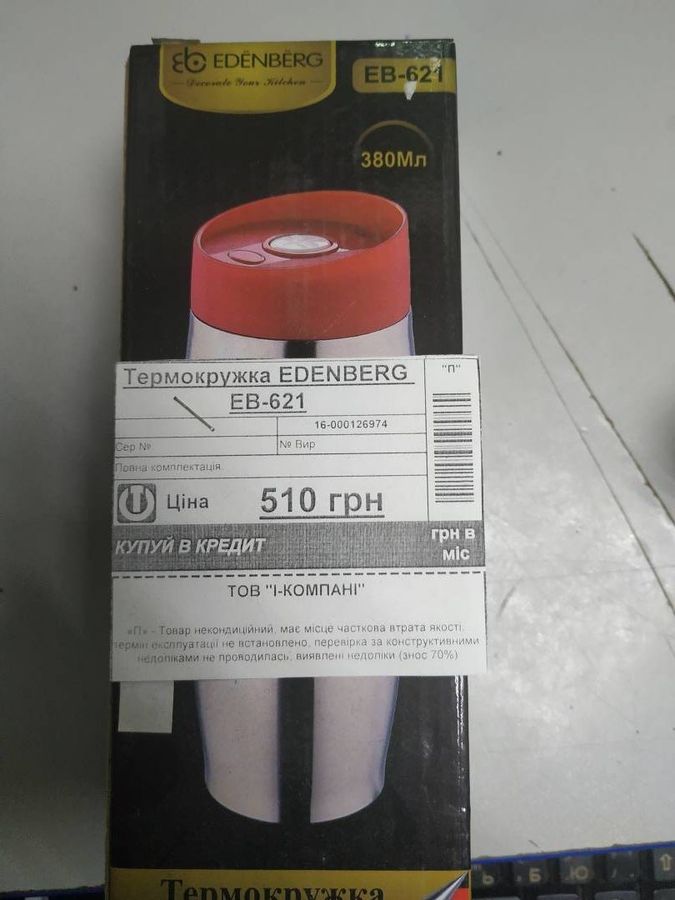 EDËNBËRG
Decorate Your Kitchen
EB-621
380Мл
Термокружка EDENBERG
EB-621
"П"
16-000126974
Сер №
№ Вир
Повна комплектація
Ціна
510 грн
КУПУЙ В КРЕДИТ
грн в
міс
ТОВ "І-КОМПАНІ"
«П» - Товар некондиційний, має місце часткова втрата якості,
термін експлуатації не встановлено, перевірка за конструктивними
недоліками не проводилась, виявлені недоліки (знос 70%)
Термокружка
Ь Б Ю